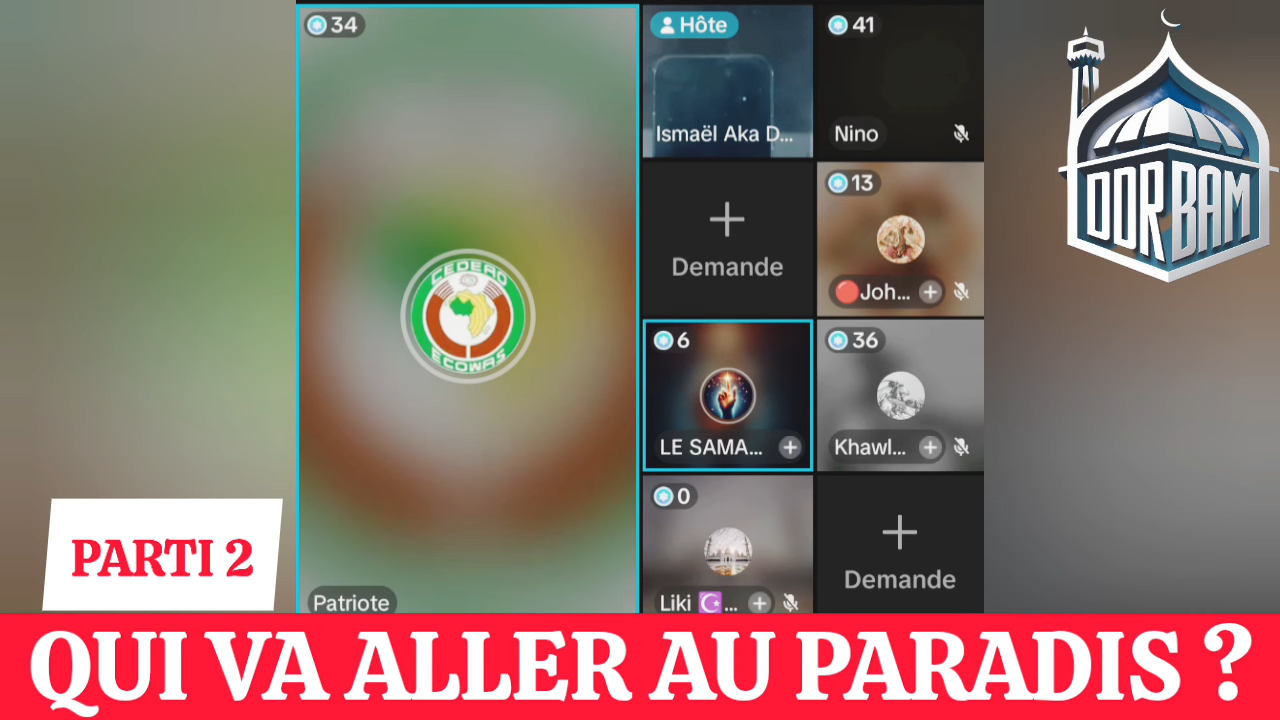 34
Hôte
41
Ismaël Aka D...
Nino
CEDEAO
ECOWAS
Demande
13
Joh...
6
36
LE SAMA...
Khawl...
0
Demande
Liki
...
Patriote
DDR BAM
PARTI 2
QUI VA ALLER AU PARADIS ?